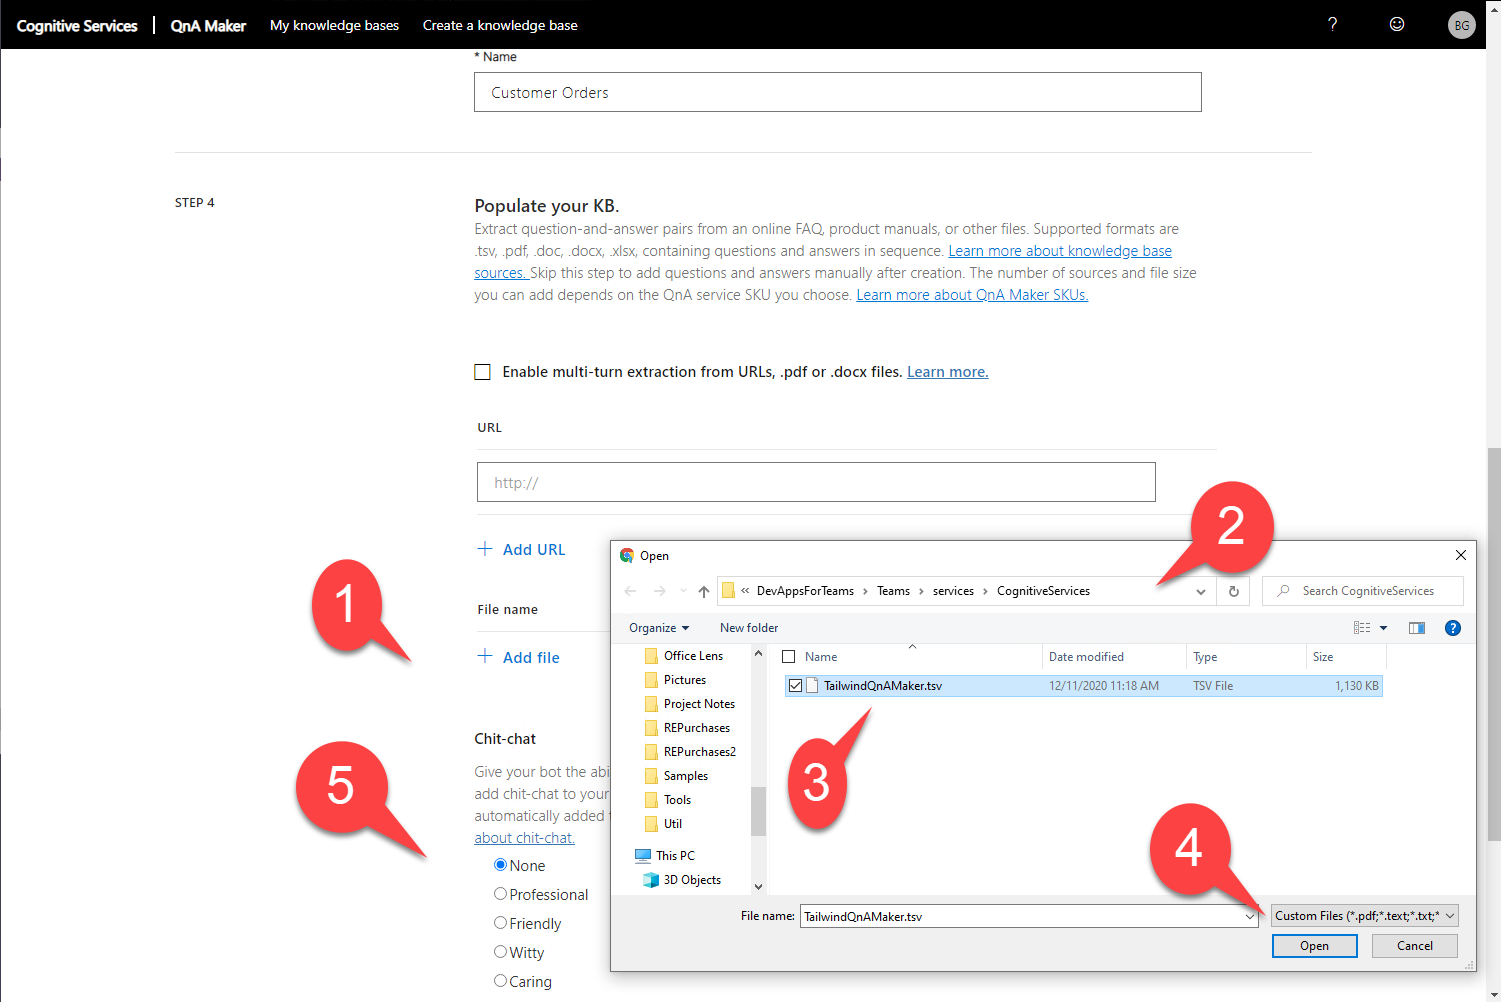 Cognitive Services | QnA Maker My knowledge bases Create a knowledge base ? BG
* Name
Customer Orders
STEP 4
Populate your KB.
Extract question-and-answer pairs from an online FAQ, product manuals, or other files. Supported formats are
.tsv, .pdf, .doc, .docx, .xlsx, containing questions and answers in sequence. Learn more about knowledge base
sources. Skip this step to add questions and answers manually after creation. The number of sources and file size
you can add depends on the QnA service SKU you choose. Learn more about QnA Maker SKUs.
Enable multi-turn extraction from URLs, .pdf or .docx files. Learn more.
URL
http://
+ Add URL
1
File name
+ Add file
Chit-chat
5
Give your bot the abi
add chit-chat to your
automatically added
about chit-chat.
None
Professional
Friendly
Witty
Caring
2
Open
« DevAppsForTeams > Teams > services > CognitiveServices
Search CognitiveServices
Organize New folder ?
Office Lens
Pictures
Project Notes
REPurchases
REPurchases2
Samples
Tools
Util
This PC
3D Objects
Name Date modified Type Size
TailwindQnAMaker.tsv 12/11/2020 11:18 AM TSV File 1,130 KB
3
4
File name: TailwindQnAMaker.tsv Custom Files (*.pdf;*.text;*.txt;*
Open Cancel